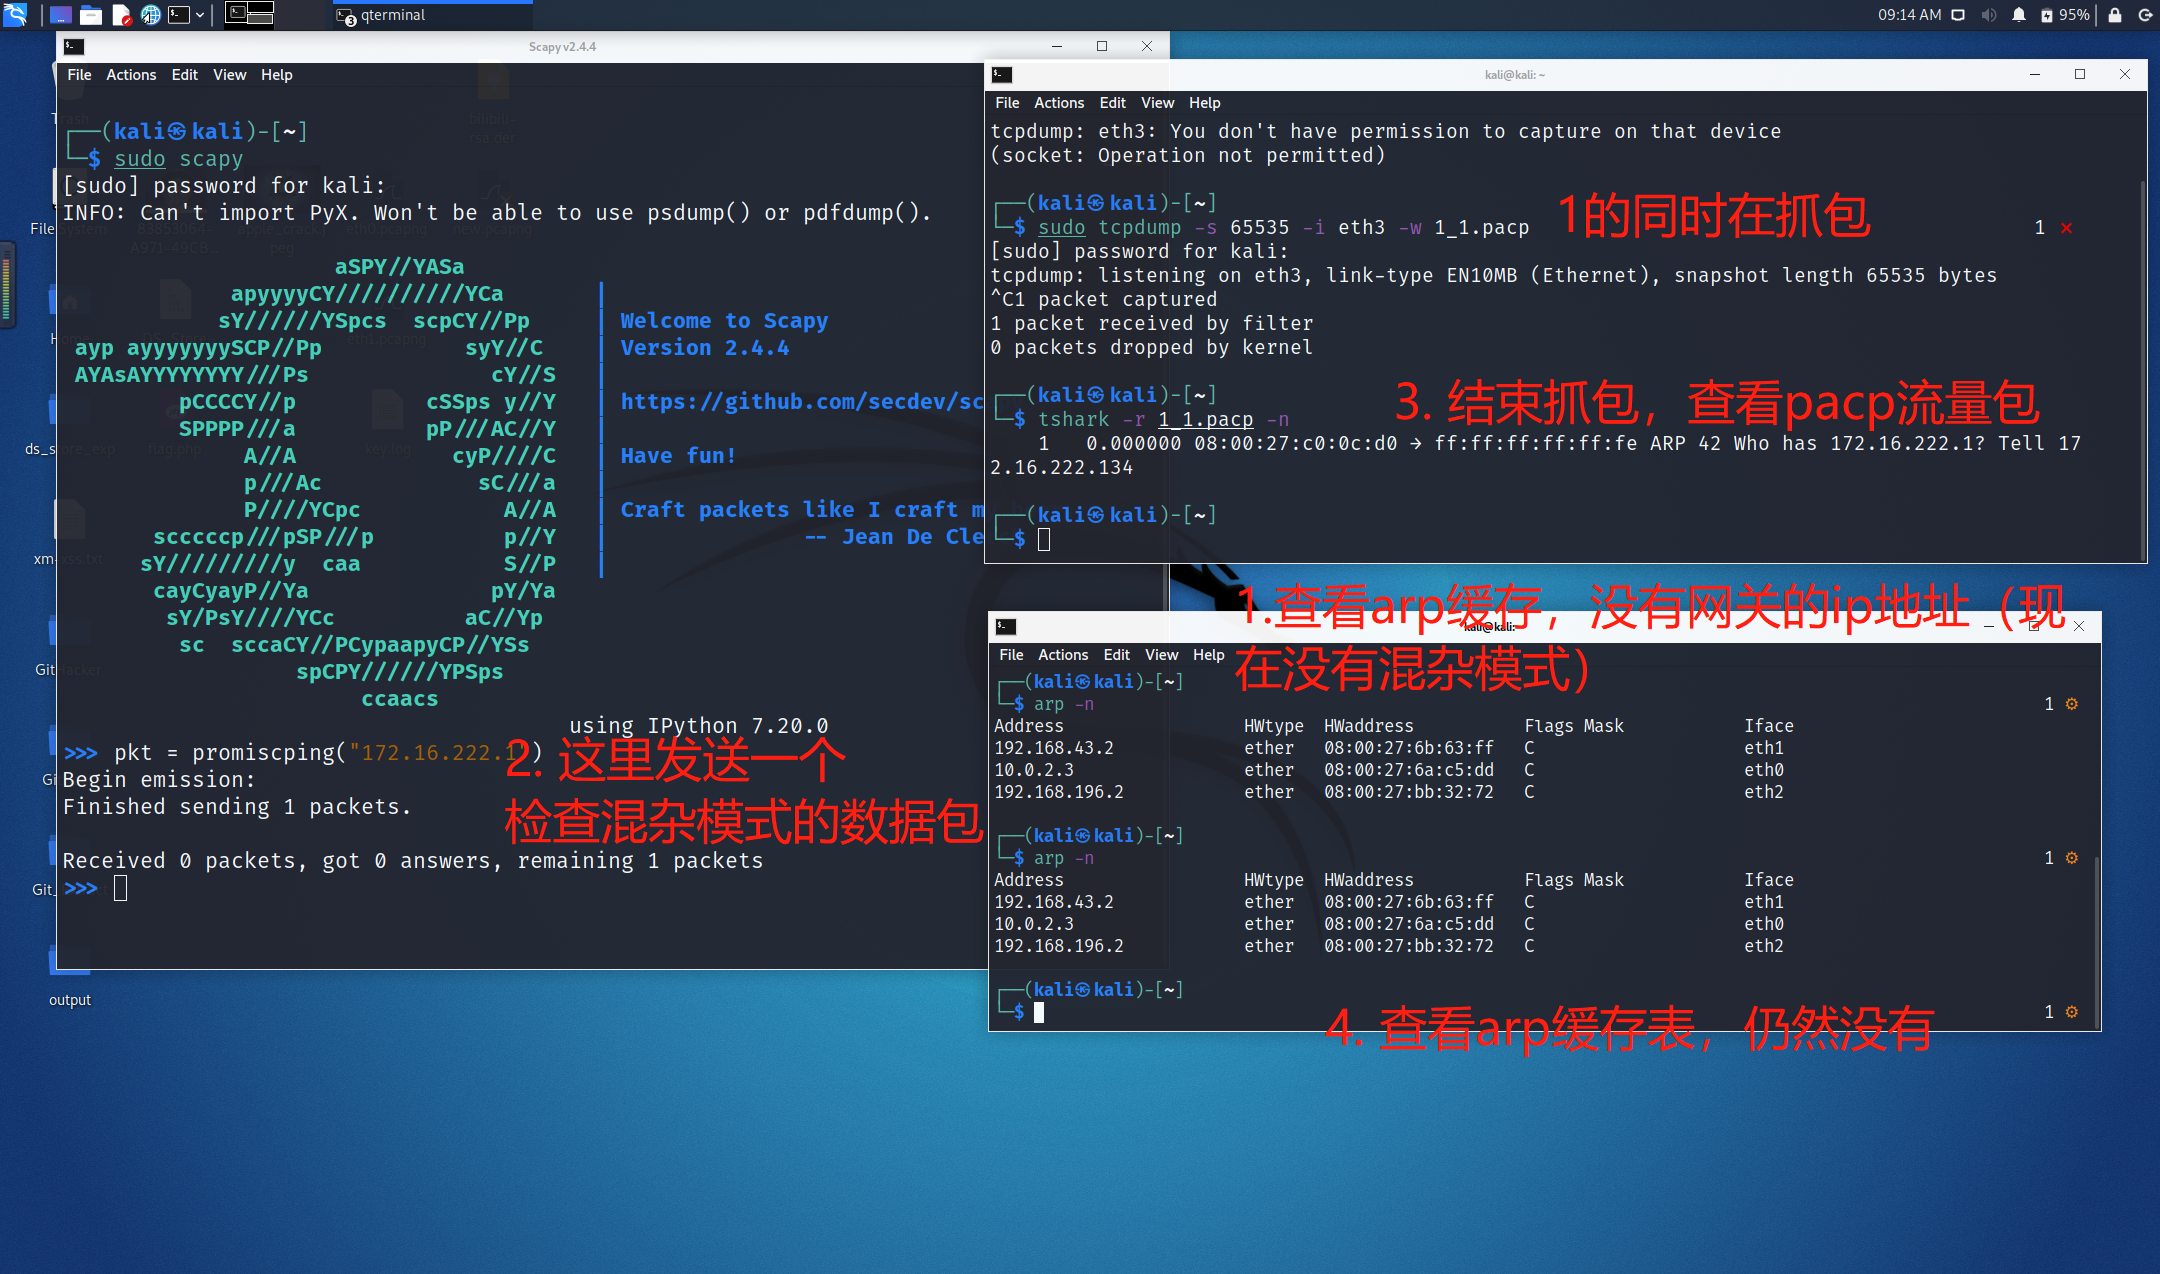 qterminal
09:14 AM
95%
Scapy v2.4.4
File Actions Edit View Help
┌──(kali㉿kali)-[~]
└─$ sudo scapy
[sudo] password for kali:
INFO: Can't import PyX. Won't be able to use psdump() or pdfdump().
aSPY//YASa
apyyyyCY//////////YCa
sY//////YSpcs  scpCY//Pp | Welcome to Scapy
ayp ayyyyyyySCP//Pp           syY//C | Version 2.4.4
AYAsAYYYYYYYY///Ps              cY//S |
pCCCCY//p          cSSps y//Y | https://github.com/secdev/sc
SPPPP///a          pP///AC//Y |
A//A            cyP////C | Have fun!
p///Ac            sC///a |
P////YCpc           A//A | Craft packets like I craft m
scccccp///pSP///p          p//Y | -- Jean De Cle
sY/////////y  caa           S//P |
cayCyayP//Ya              pY/Ya
sY/PsY////YCc          aC//Yp
sc  sccaCY//PCypaapyCP//YSs
spCPY//////YPSps
ccaacs
using IPython 7.20.0
>>> pkt = promiscping("172.16.222.1")
Begin emission:
Finished sending 1 packets.
Received 0 packets, got 0 answers, remaining 1 packets
>>>
2. 这里发送一个
检查混杂模式的数据包
kali@kali: ~
File Actions Edit View Help
tcpdump: eth3: You don't have permission to capture on that device
(socket: Operation not permitted)
┌──(kali㉿kali)-[~]
└─$ sudo tcpdump -s 65535 -i eth3 -w 1_1.pacp 1 ✕
1的同时在抓包
[sudo] password for kali:
tcpdump: listening on eth3, link-type EN10MB (Ethernet), snapshot length 65535 bytes
^C1 packet captured
1 packet received by filter
0 packets dropped by kernel
┌──(kali㉿kali)-[~]
└─$ tshark -r 1_1.pacp -n
3. 结束抓包，查看pacp流量包
1   0.000000 08:00:27:c0:0c:d0 → ff:ff:ff:ff:ff:fe ARP 42 Who has 172.16.222.1? Tell 17
2.16.222.134
┌──(kali㉿kali)-[~]
└─$
1.查看arp缓存，没有网关的ip地址（现
在没有混杂模式）
kali@kali:
File Actions Edit View Help
┌──(kali㉿kali)-[~]
└─$ arp -n 1 ⚙
Address HWtype HWaddress Flags Mask Iface
192.168.43.2 ether 08:00:27:6b:63:ff C eth1
10.0.2.3 ether 08:00:27:6a:c5:dd C eth0
192.168.196.2 ether 08:00:27:bb:32:72 C eth2
┌──(kali㉿kali)-[~]
└─$ arp -n 1 ⚙
Address HWtype HWaddress Flags Mask Iface
192.168.43.2 ether 08:00:27:6b:63:ff C eth1
10.0.2.3 ether 08:00:27:6a:c5:dd C eth0
192.168.196.2 ether 08:00:27:bb:32:72 C eth2
┌──(kali㉿kali)-[~]
└─$ 1 ⚙
4. 查看arp缓存表，仍然没有
output